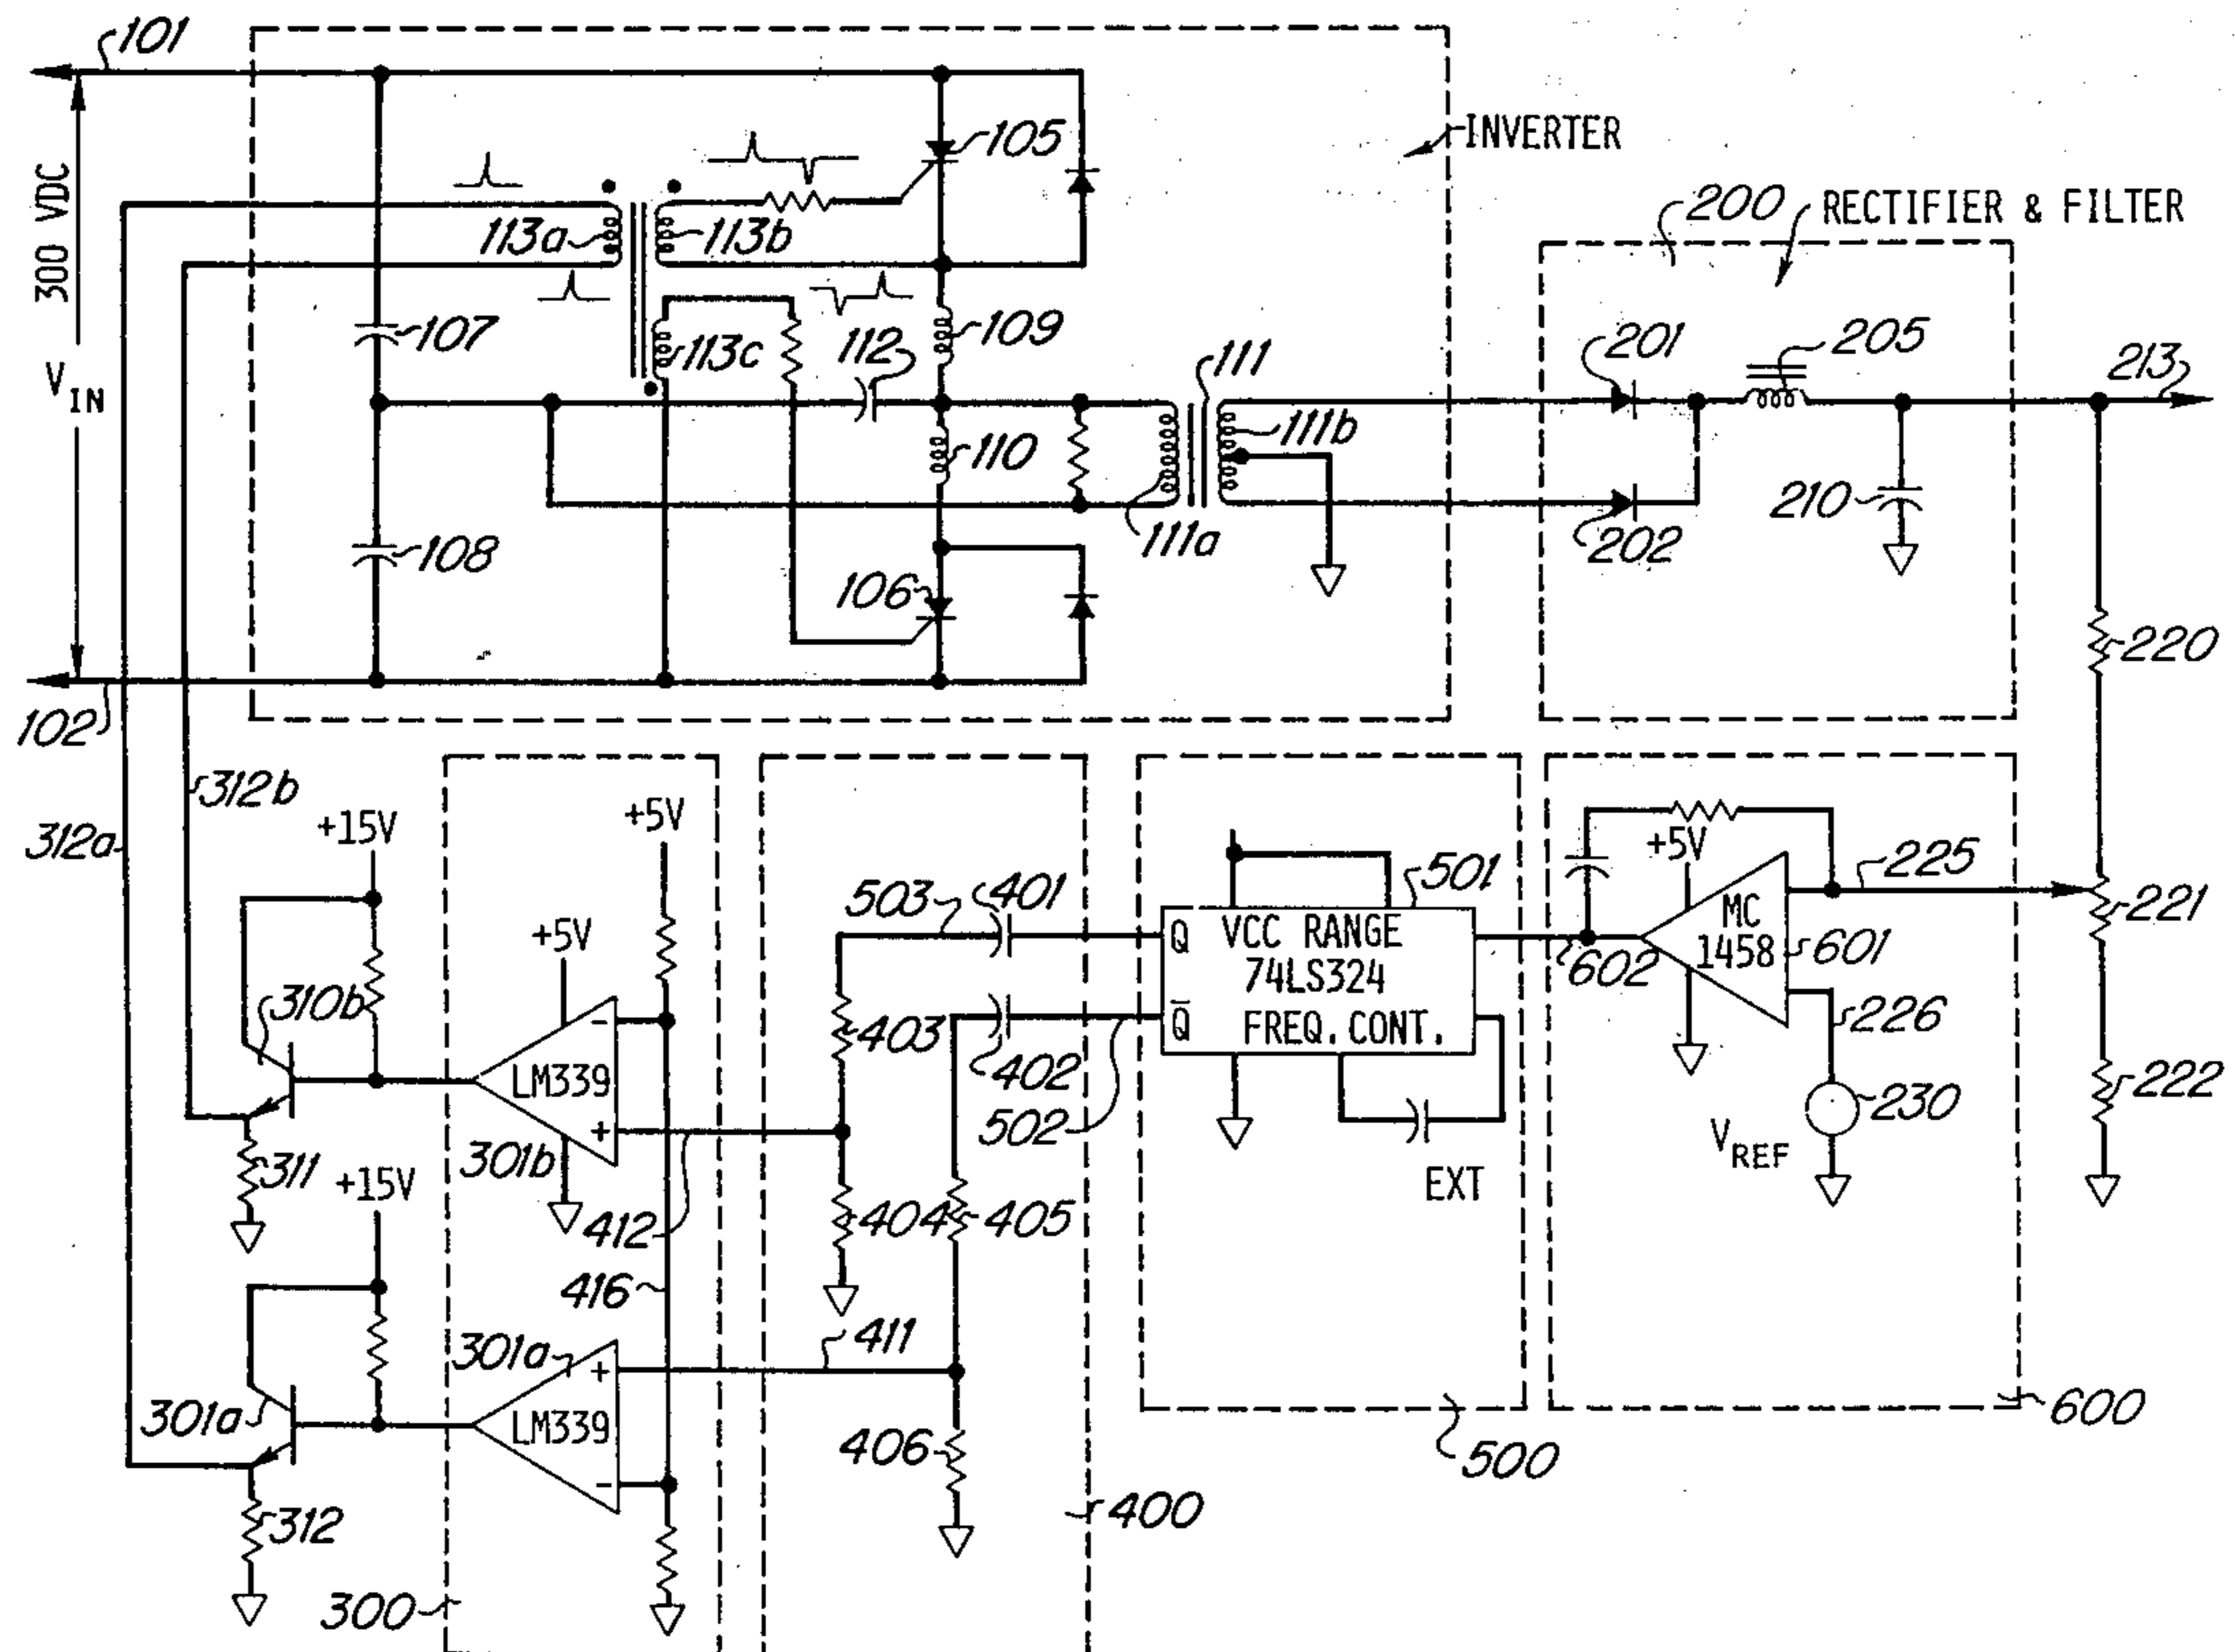 101
INVERTER
105
300 VDC
200
RECTIFIER & FILTER
113a
113b
107
113c
112
109
111
201
205
213
V_IN
110
111b
108
111a
202
210
106
220
102
312b
+15V
+5V
312a
+5V
503
401
501
225
221
+5V
Q
VCC RANGE
MC
310b
74LS324
1458
601
403
602
-
Q̄
FREQ. CONT.
226
LM339
402
502
230
222
+
V_REF
311
+15V
301b
412
404
405
EXT
416
301a
411
+
301a
LM339
600
406
500
-
312
400
300